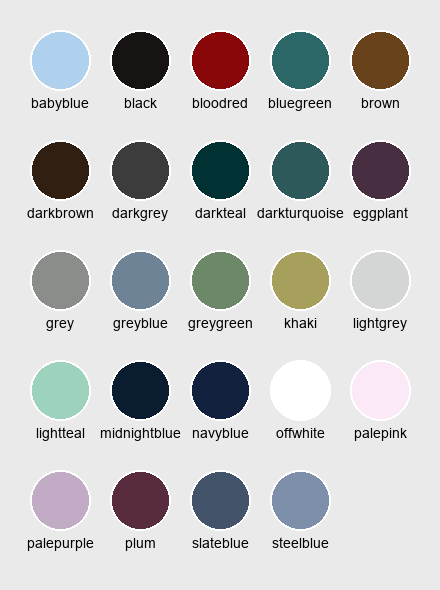 babyblue black bloodred bluegreen brown
darkbrown darkgrey darkteal darkturquoise eggplant
grey greyblue greygreen khaki lightgrey
lightteal midnightblue navyblue offwhite palepink
palepurple plum slateblue steelblue